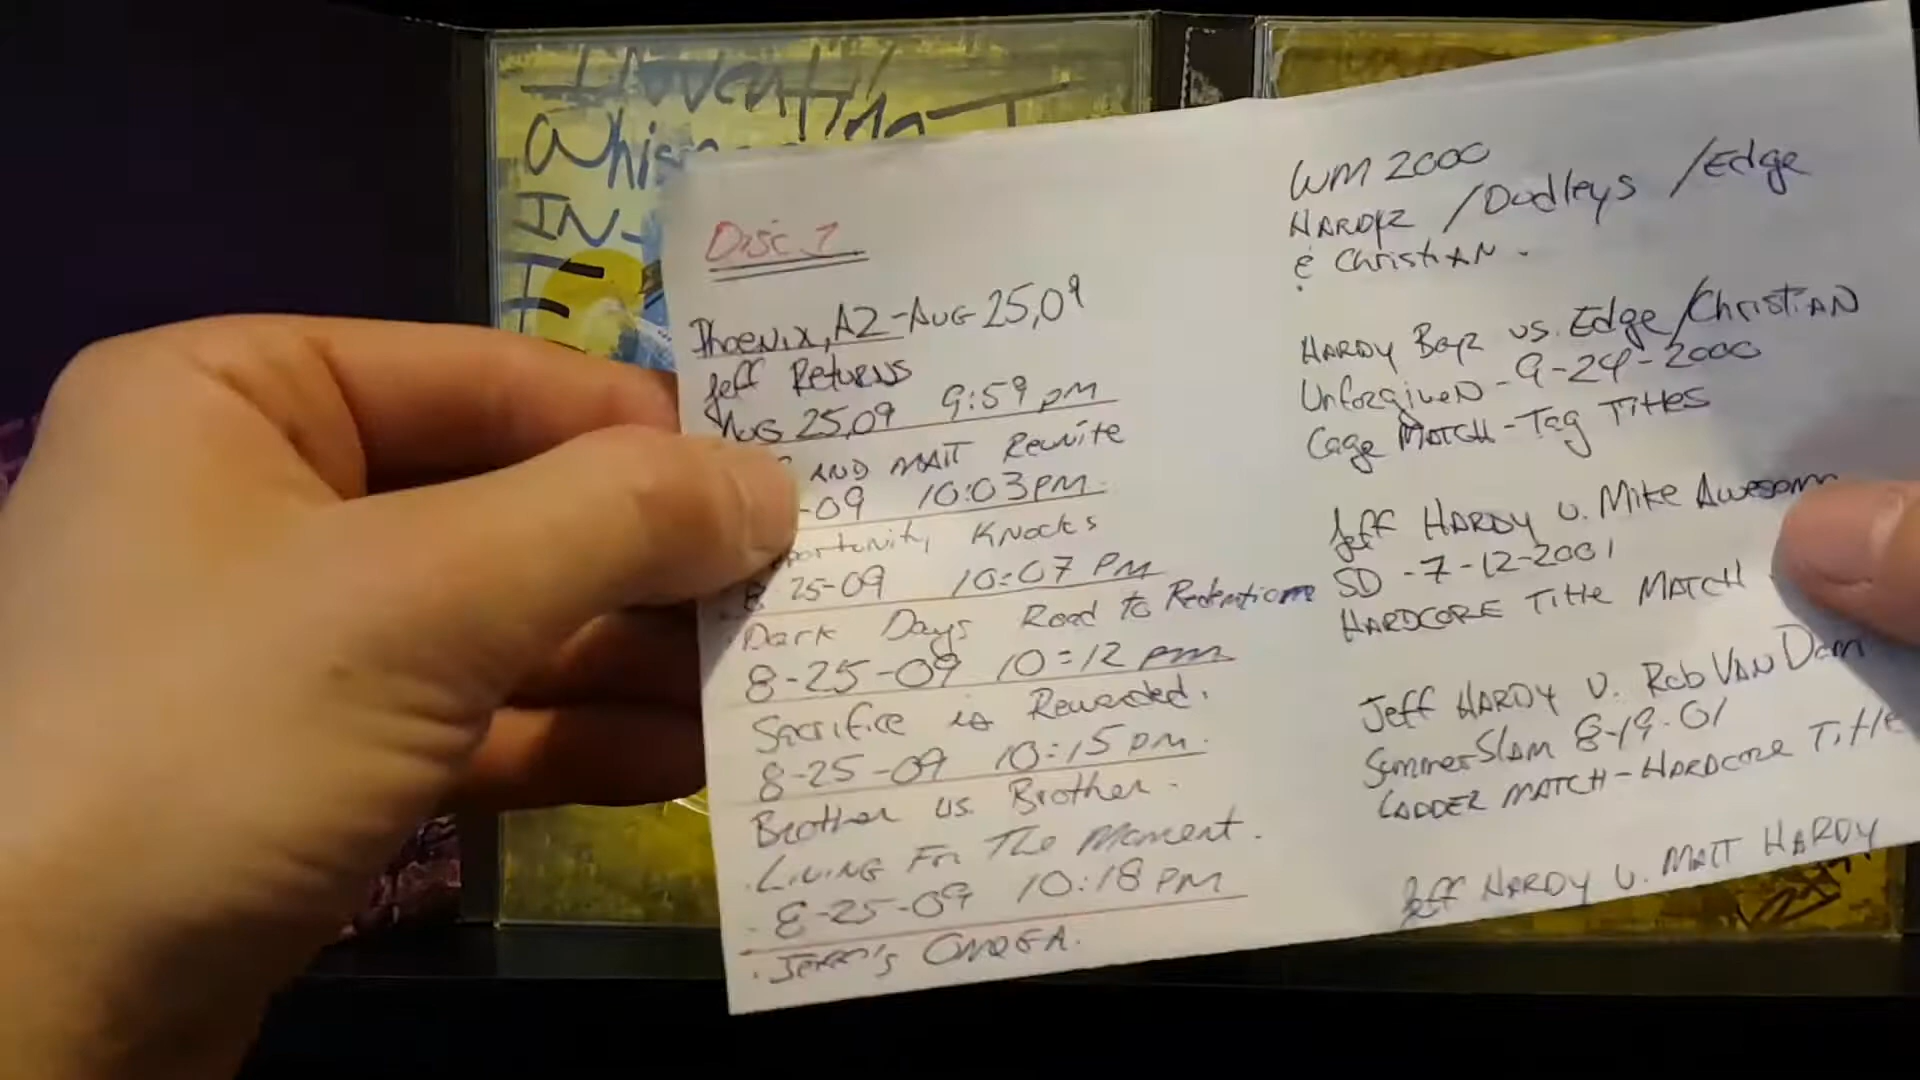 Whis
IN-
Disc 1
Phoenix, AZ - Aug 25, 09
Jeff Returns
Aug 25, 09 9:59 pm
AND MATT Reunite
-09 10:03 PM.
portunity Knocks
8 25-09 10:07 PM
Dark Days Road to Redemtion
8-25-09 10:12 pm
Sacrifice is Rewarded.
8-25-09 10:15 pm.
Brother vs. Brother.
. Living For The Moment.
. 8-25-09 10:18 PM
. Jeff's OMEGA.
WM 2000
HARDYZ / Dudleys / Edge
& Christian.
HARDY Boyz vs. Edge/Christian
Unforgiven - 9-24-2000
Cage MATCH - Tag Titles
Jeff HARDY v. Mike Awesom
SD - 7-12-2001
HARDCORE Title MATCH
Jeff HARDY v. Rob VAN Dam
SummerSlam 8-19-01
LADDER MATCH - HARDCORE Title
Jeff HARDY v. MATT HARDY